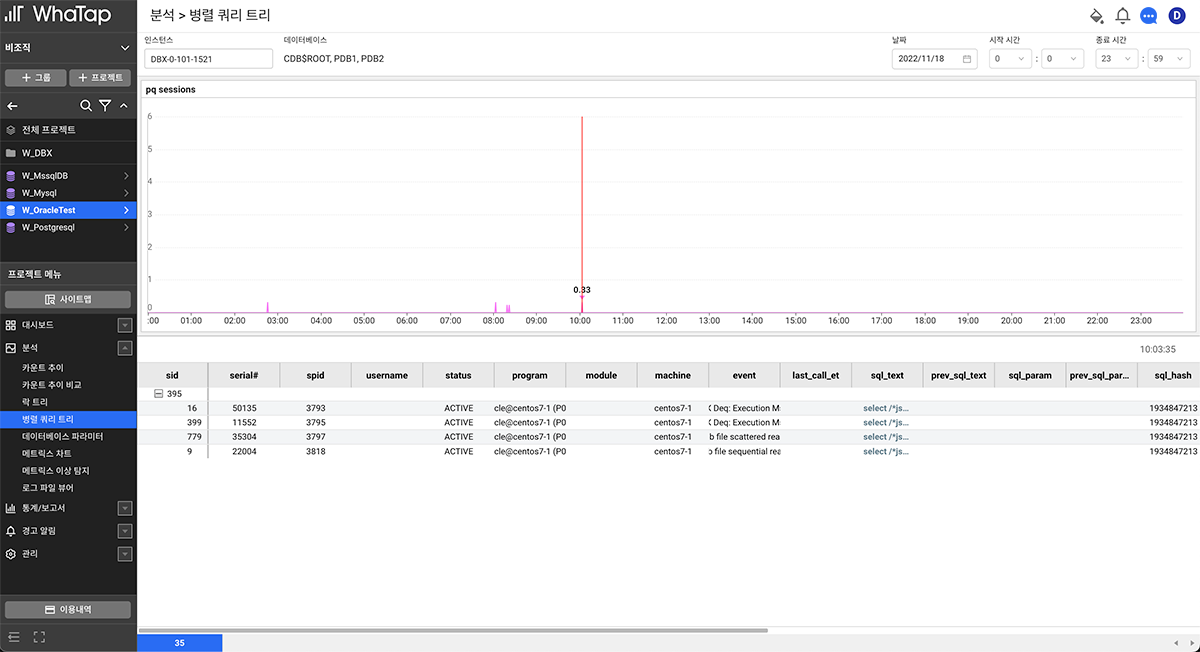 WhaTap
분석 > 병렬 쿼리 트리
D
비조직
+ 그룹
+ 프로젝트
전체 프로젝트
W_DBX
W_MssqlDB
W_Mysql
W_OracleTest
W_Postgresql
프로젝트 메뉴
사이트맵
대시보드
분석
카운트 추이
카운트 추이 비교
락 트리
병렬 쿼리 트리
데이터베이스 파라미터
메트릭스 차트
메트릭스 이상 탐지
로그 파일 뷰어
통계/보고서
경고 알림
관리
이용내역
인스턴스 데이터베이스 날짜 시작 시간 종료 시간
DBX-0-101-1521 CDB$ROOT, PDB1, PDB2 2022/11/18 0 : 0 23 : 59
pq sessions
6
5
4
3
2
1
0
0.33
:00 01:00 02:00 03:00 04:00 05:00 06:00 07:00 08:00 09:00 10:00 11:00 12:00 13:00 14:00 15:00 16:00 17:00 18:00 19:00 20:00 21:00 22:00 23:00
10:03:35
sid serial# spid username status program module machine event last_call_et sql_text prev_sql_text sql_param prev_sql_par... sql_hash
395
16 50135 3793 ACTIVE cle@centos7-1 (P0 centos7-1 Deq: Execution M select /*js... 1934847213
399 11552 3795 ACTIVE cle@centos7-1 (P0 centos7-1 Deq: Execution M select /*js... 1934847213
779 35304 3797 ACTIVE cle@centos7-1 (P0 centos7-1 b file scattered rea select /*js... 1934847213
9 22004 3818 ACTIVE cle@centos7-1 (P0 centos7-1 file sequential rea select /*js... 1934847213
35